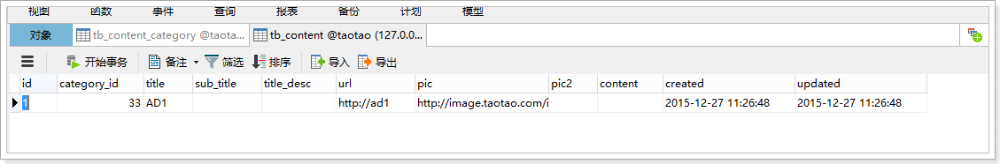 视图 函数 事件 查询 报表 备份 计划 模型
对象 tb_content_category @taota... tb_content @taotao (127.0.0...
开始事务 备注 筛选 排序 导入 导出
id category_id title sub_title title_desc url pic pic2 content created updated
1 33 AD1 http://ad1 http://image.taotao.com/i 2015-12-27 11:26:48 2015-12-27 11:26:48